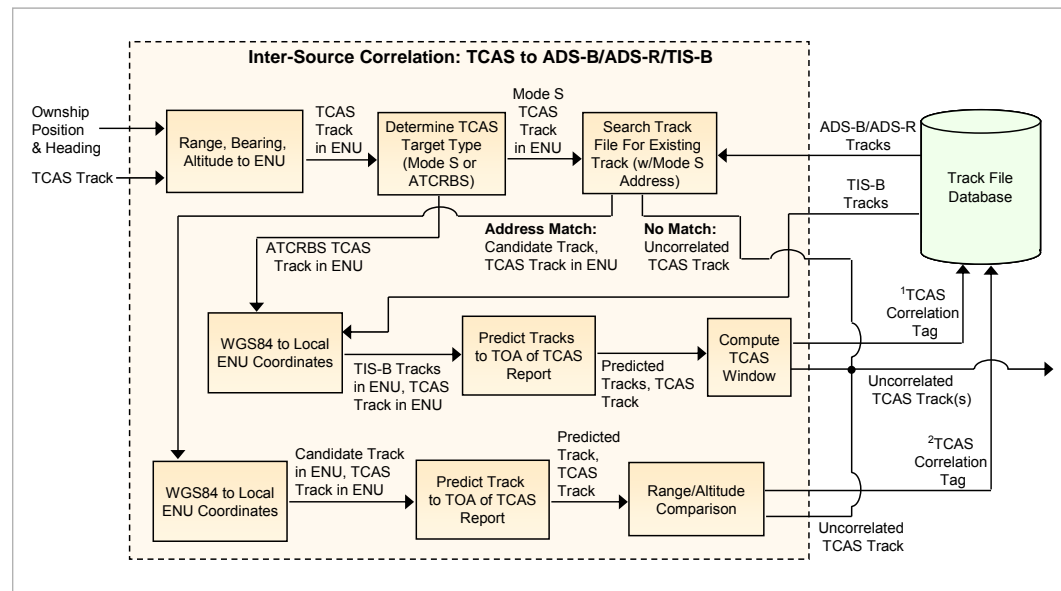 Inter-Source Correlation: TCAS to ADS-B/ADS-R/TIS-B
Ownship
Position
& Heading
TCAS Track
Range, Bearing,
Altitude to ENU
TCAS
Track
in ENU
Determine TCAS
Target Type
(Mode S or
ATCRBS)
Mode S
TCAS
Track
in ENU
Search Track
File For Existing
Track (w/Mode S
Address)
ADS-B/ADS-R
Tracks
TIS-B
Tracks
Track File
Database
ATCRBS TCAS
Track in ENU
Address Match:
Candidate Track,
TCAS Track in ENU
No Match:
Uncorrelated
TCAS Track
WGS84 to Local
ENU Coordinates
TIS-B Tracks
in ENU, TCAS
Track in ENU
Predict Tracks
to TOA of TCAS
Report
Predicted
Tracks, TCAS
Track
Compute
TCAS
Window
¹TCAS
Correlation
Tag
Uncorrelated
TCAS Track(s)
WGS84 to Local
ENU Coordinates
Candidate Track
in ENU, TCAS
Track in ENU
Predict Track
to TOA of TCAS
Report
Predicted
Track,
TCAS
Track
Range/Altitude
Comparison
²TCAS
Correlation
Tag
Uncorrelated
TCAS Track